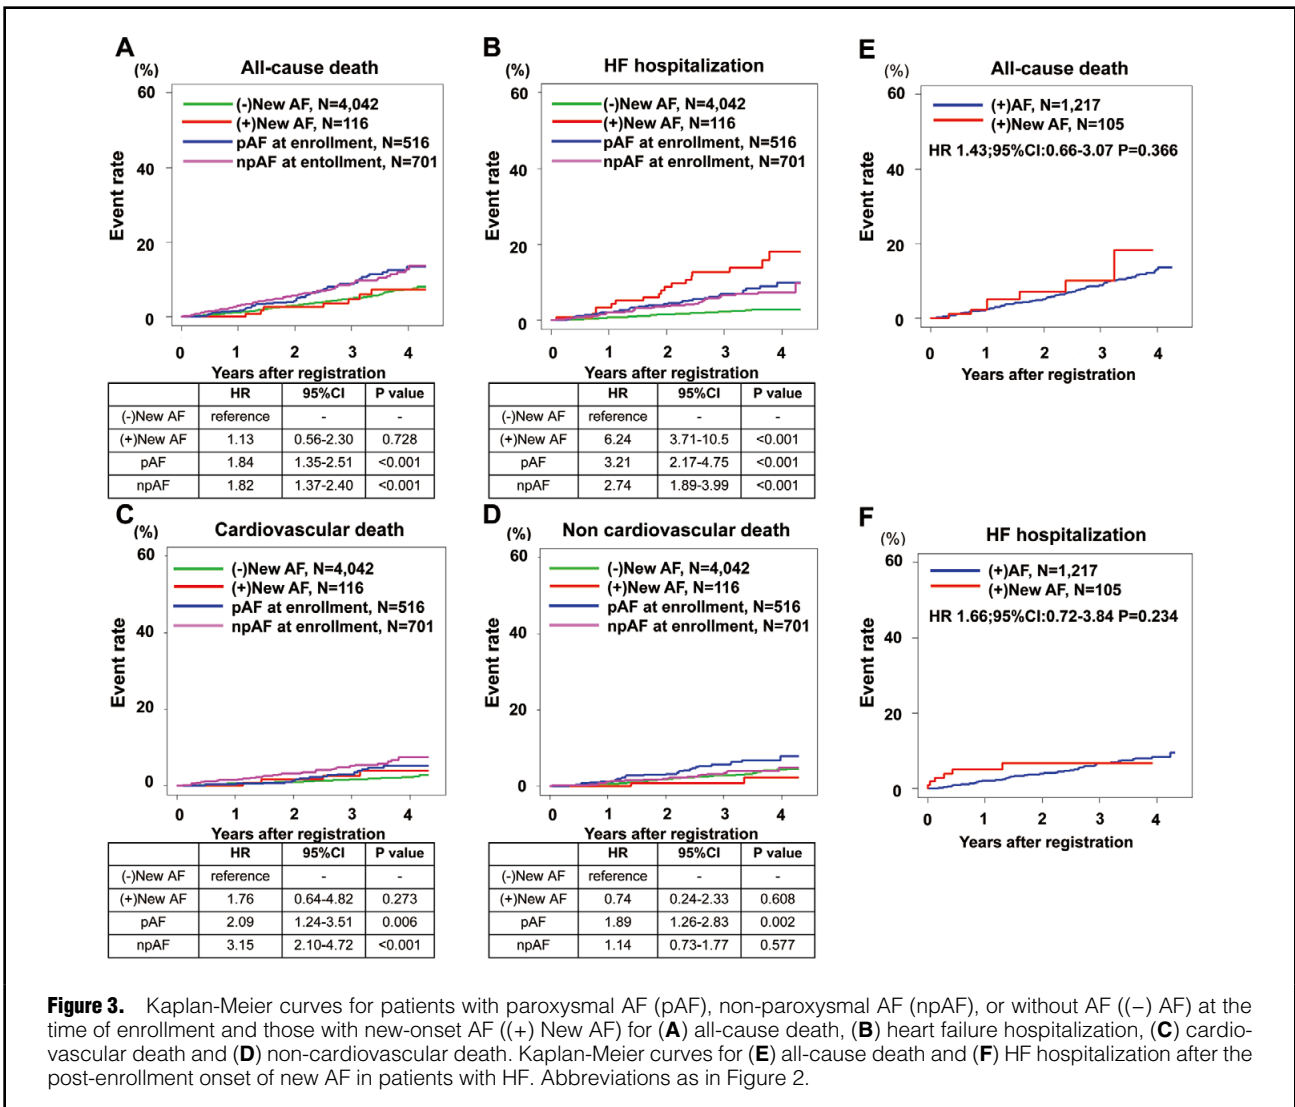 A
(%)
All-cause death
60
40
20
0
Event rate
(-)New AF, N=4,042
(+)New AF, N=116
pAF at enrollment, N=516
npAF at entollment, N=701
0 1 2 3 4
Years after registration
HR 95%CI P value
(-)New AF reference - -
(+)New AF 1.13 0.56-2.30 0.728
pAF 1.84 1.35-2.51 <0.001
npAF 1.82 1.37-2.40 <0.001
B
(%)
HF hospitalization
60
40
20
0
Event rate
(-)New AF, N=4,042
(+)New AF, N=116
pAF at enrollment, N=516
npAF at enrollment, N=701
0 1 2 3 4
Years after registration
HR 95%CI P value
(-)New AF reference - -
(+)New AF 6.24 3.71-10.5 <0.001
pAF 3.21 2.17-4.75 <0.001
npAF 2.74 1.89-3.99 <0.001
E
(%)
All-cause death
60
40
20
0
Event rate
(+)AF, N=1,217
(+)New AF, N=105
HR 1.43;95%CI:0.66-3.07 P=0.366
0 1 2 3 4
Years after registration
C
(%)
Cardiovascular death
60
40
20
0
Event rate
(-)New AF, N=4,042
(+)New AF, N=116
pAF at enrollment, N=516
npAF at enrollment, N=701
0 1 2 3 4
Years after registration
HR 95%CI P value
(-)New AF reference - -
(+)New AF 1.76 0.64-4.82 0.273
pAF 2.09 1.24-3.51 0.006
npAF 3.15 2.10-4.72 <0.001
D
(%)
Non cardiovascular death
60
40
20
0
Event rate
(-)New AF, N=4,042
(+)New AF, N=116
pAF at enrollment, N=516
npAF at enrollment, N=701
0 1 2 3 4
Years after registration
HR 95%CI P value
(-)New AF reference - -
(+)New AF 0.74 0.24-2.33 0.608
pAF 1.89 1.26-2.83 0.002
npAF 1.14 0.73-1.77 0.577
F
(%)
HF hospitalization
60
40
20
0
Event rate
(+)AF, N=1,217
(+)New AF, N=105
HR 1.66;95%CI:0.72-3.84 P=0.234
0 1 2 3 4
Years after registration
Figure 3. Kaplan-Meier curves for patients with paroxysmal AF (pAF), non-paroxysmal AF (npAF), or without AF ((−) AF) at the
time of enrollment and those with new-onset AF ((+) New AF) for (A) all-cause death, (B) heart failure hospitalization, (C) cardio-
vascular death and (D) non-cardiovascular death. Kaplan-Meier curves for (E) all-cause death and (F) HF hospitalization after the
post-enrollment onset of new AF in patients with HF. Abbreviations as in Figure 2.